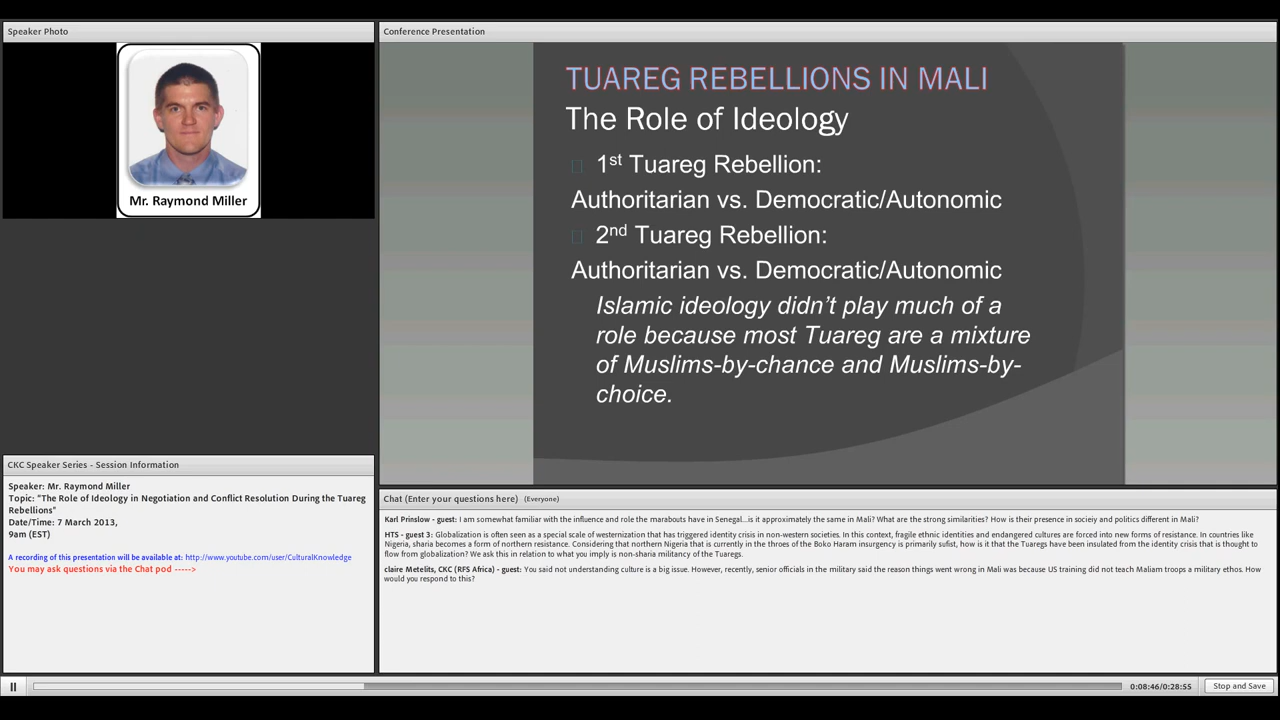 Speaker Photo
Mr. Raymond Miller
CKC Speaker Series - Session Information
Speaker: Mr. Raymond Miller
Topic: "The Role of Ideology in Negotiation and Conflict Resolution During the Tuareg
Rebellions"
Date/Time: 7 March 2013,
9am (EST)
A recording of this presentation will be available at: http://www.youtube.com/user/CulturalKnowledge
You may ask questions via the Chat pod ----->
Conference Presentation
TUAREG REBELLIONS IN MALI
The Role of Ideology
1st Tuareg Rebellion:
Authoritarian vs. Democratic/Autonomic
2nd Tuareg Rebellion:
Authoritarian vs. Democratic/Autonomic
Islamic ideology didn't play much of a
role because most Tuareg are a mixture
of Muslims-by-chance and Muslims-by-
choice.
Chat (Enter your questions here) (Everyone)
Karl Prinslow - guest: I am somewhat familiar with the influence and role the marabouts have in Senegal...is it approximately the same in Mali? What are the strong similarities? How is their presence in socieiy and politics different in Mali?
HTS - guest 3: Globalization is often seen as a special scale of westernization that has triggered identity crisis in non-western societies. In this context, fragile ethnic identities and endangered cultures are forced into new forms of resistance. In countries like
Nigeria, sharia becomes a form of northern resistance. Considering that northern Nigeria that is currently in the throes of the Boko Haram insurgency is primarily sufist, how is it that the Tuaregs have been insulated from the identity crisis that is thought to
flow from globalization? We ask this in relation to what you imply is non-sharia militancy of the Tuaregs.
claire Metelits, CKC (RFS Africa) - guest: You said not understanding culture is a big issue. However, recently, senior officials in the military said the reason things went wrong in Mali was because US training did not teach Maliam troops a military ethos. How
would you respond to this?
0:08:46/0:28:55
Stop and Save